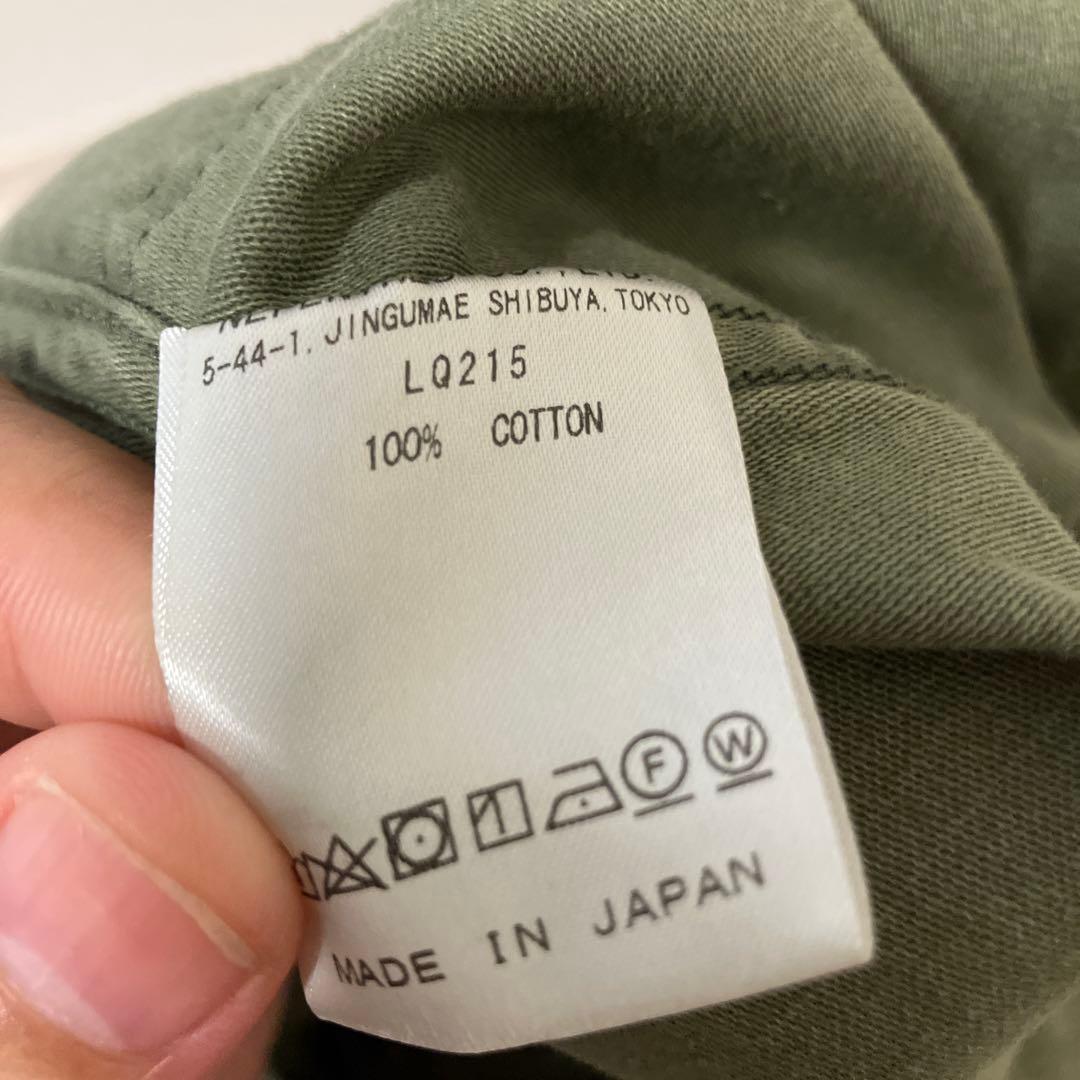 5-44-1, JINGUMAE SHIBUYA, TOKYO
LQ215
100% COTTON
F W
MADE IN JAPAN